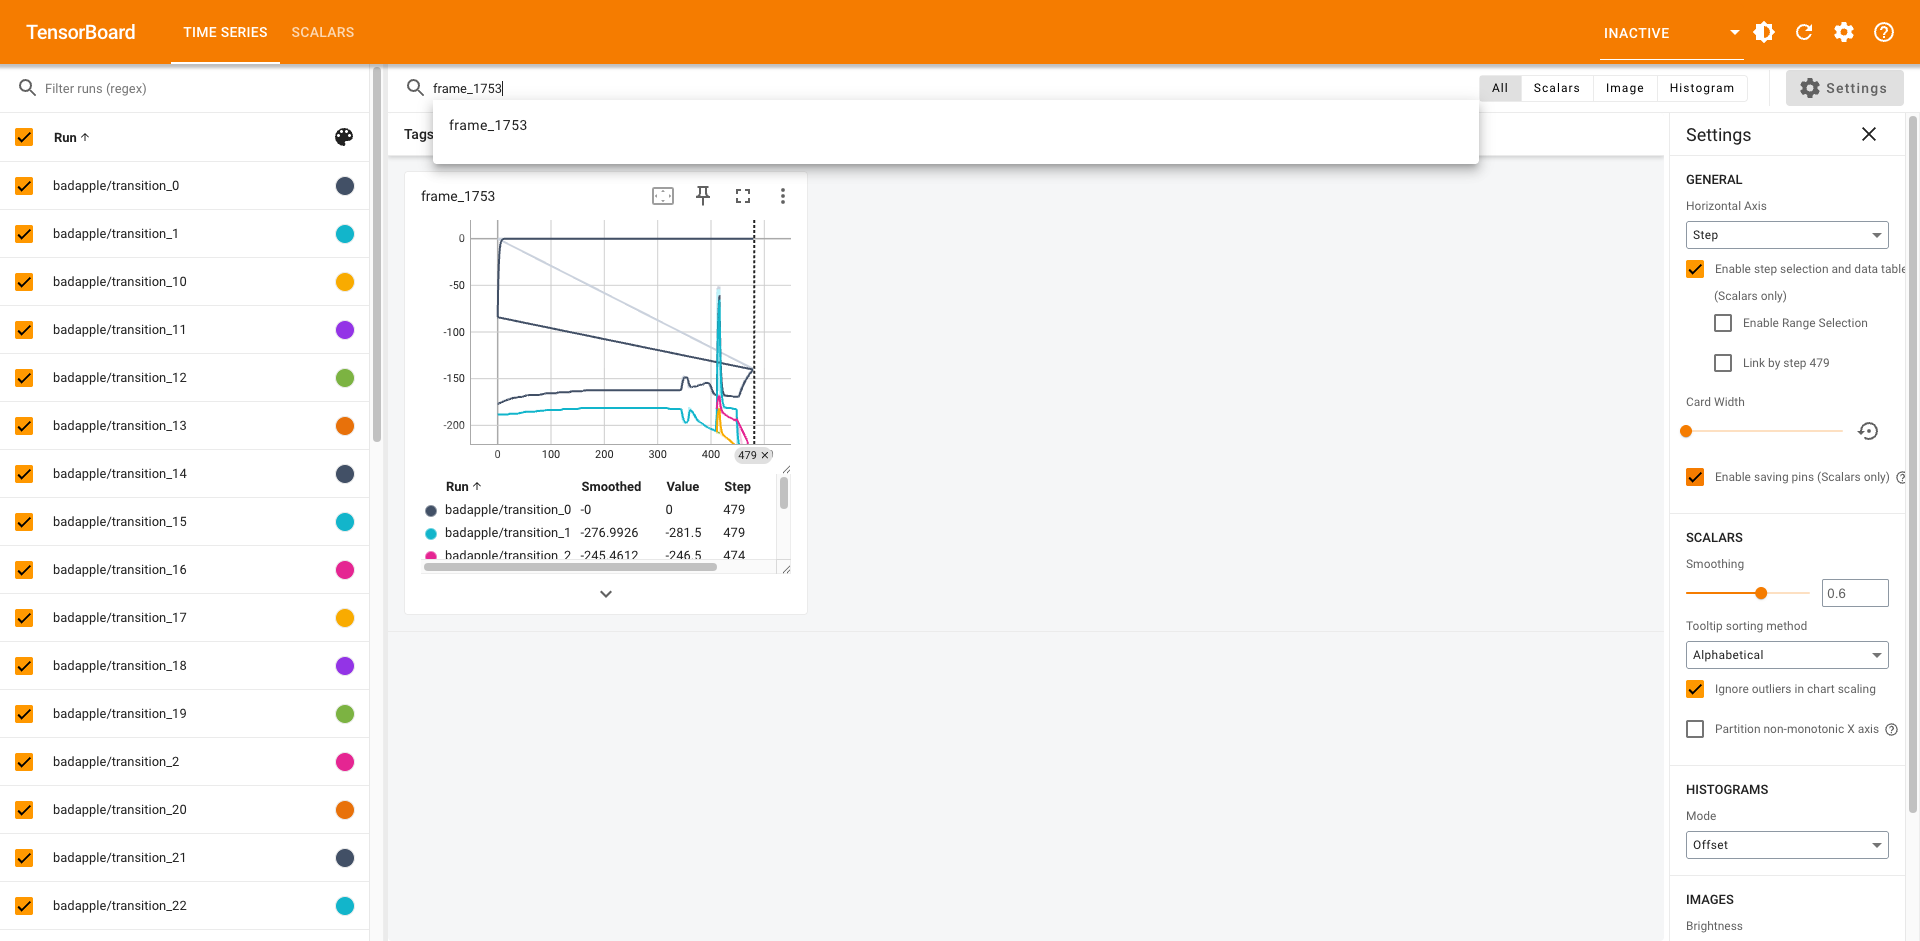 TensorBoard
TIME SERIES
SCALARS
INACTIVE
Filter runs (regex)
frame_1753
All
Scalars
Image
Histogram
Settings
frame_1753
Tags
Run
badapple/transition_0
badapple/transition_1
badapple/transition_10
badapple/transition_11
badapple/transition_12
badapple/transition_13
badapple/transition_14
badapple/transition_15
badapple/transition_16
badapple/transition_17
badapple/transition_18
badapple/transition_19
badapple/transition_2
badapple/transition_20
badapple/transition_21
badapple/transition_22
frame_1753
0
-50
-100
-150
-200
0 100 200 300 400 479
Run Smoothed Value Step
badapple/transition_0 -0 0 479
badapple/transition_1 -276.9926 -281.5 479
badapple/transition_2 -245.4612 -246.5 474
Settings
GENERAL
Horizontal Axis
Step
Enable step selection and data table
(Scalars only)
Enable Range Selection
Link by step 479
Card Width
Enable saving pins (Scalars only)
SCALARS
Smoothing
0.6
Tooltip sorting method
Alphabetical
Ignore outliers in chart scaling
Partition non-monotonic X axis
HISTOGRAMS
Mode
Offset
IMAGES
Brightness